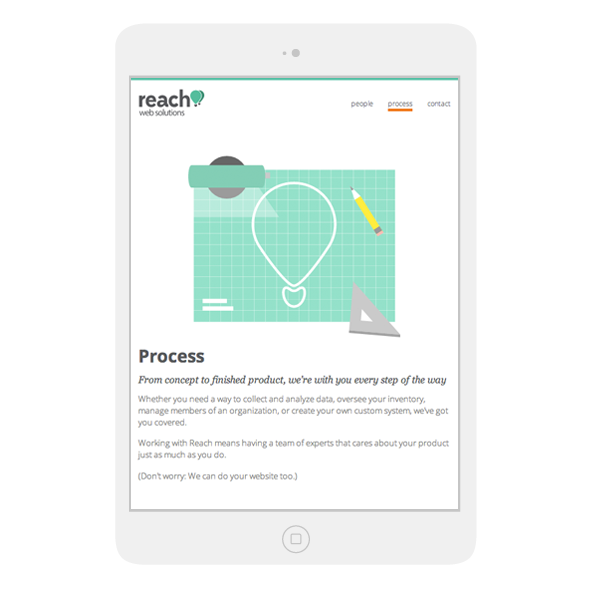 reach
web solutions
people process contact
Process
From concept to finished product, we're with you every step of the way
Whether you need a way to collect and analyze data, oversee your inventory,
manage members of an organization, or create your own custom system, we've got
you covered.
Working with Reach means having a team of experts that cares about your product
just as much as you do.
(Don't worry: We can do your website too.)